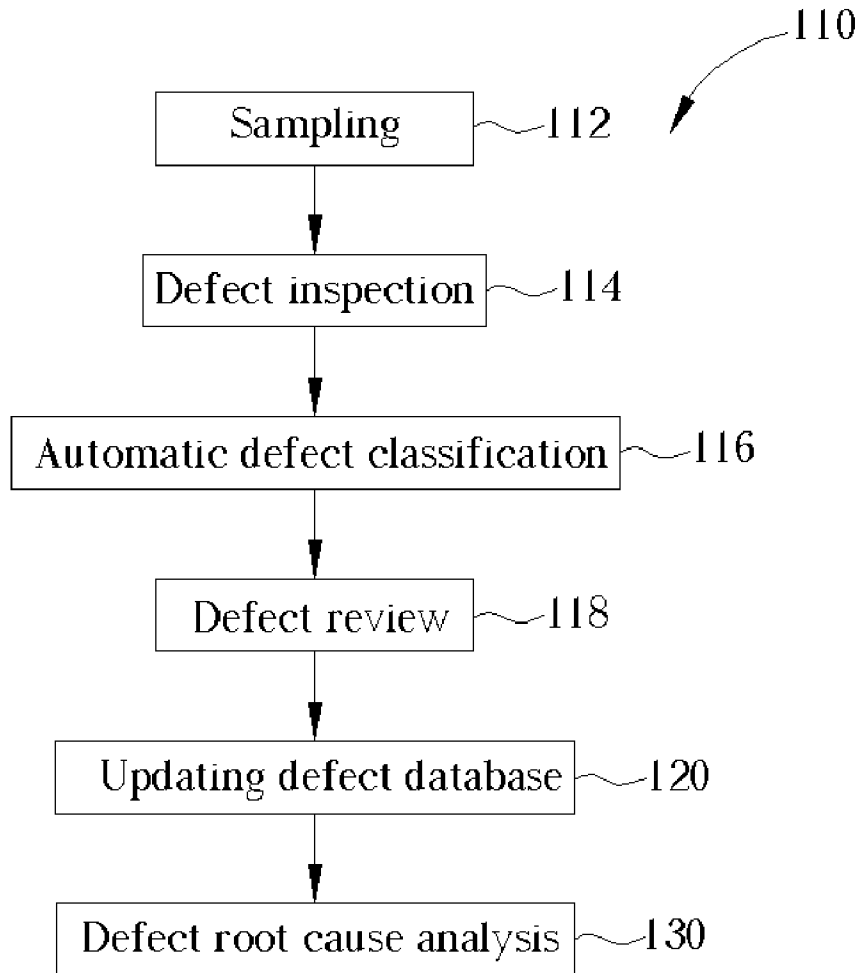 110
Sampling 112
Defect inspection 114
Automatic defect classification 116
Defect review 118
Updating defect database 120
Defect root cause analysis 130